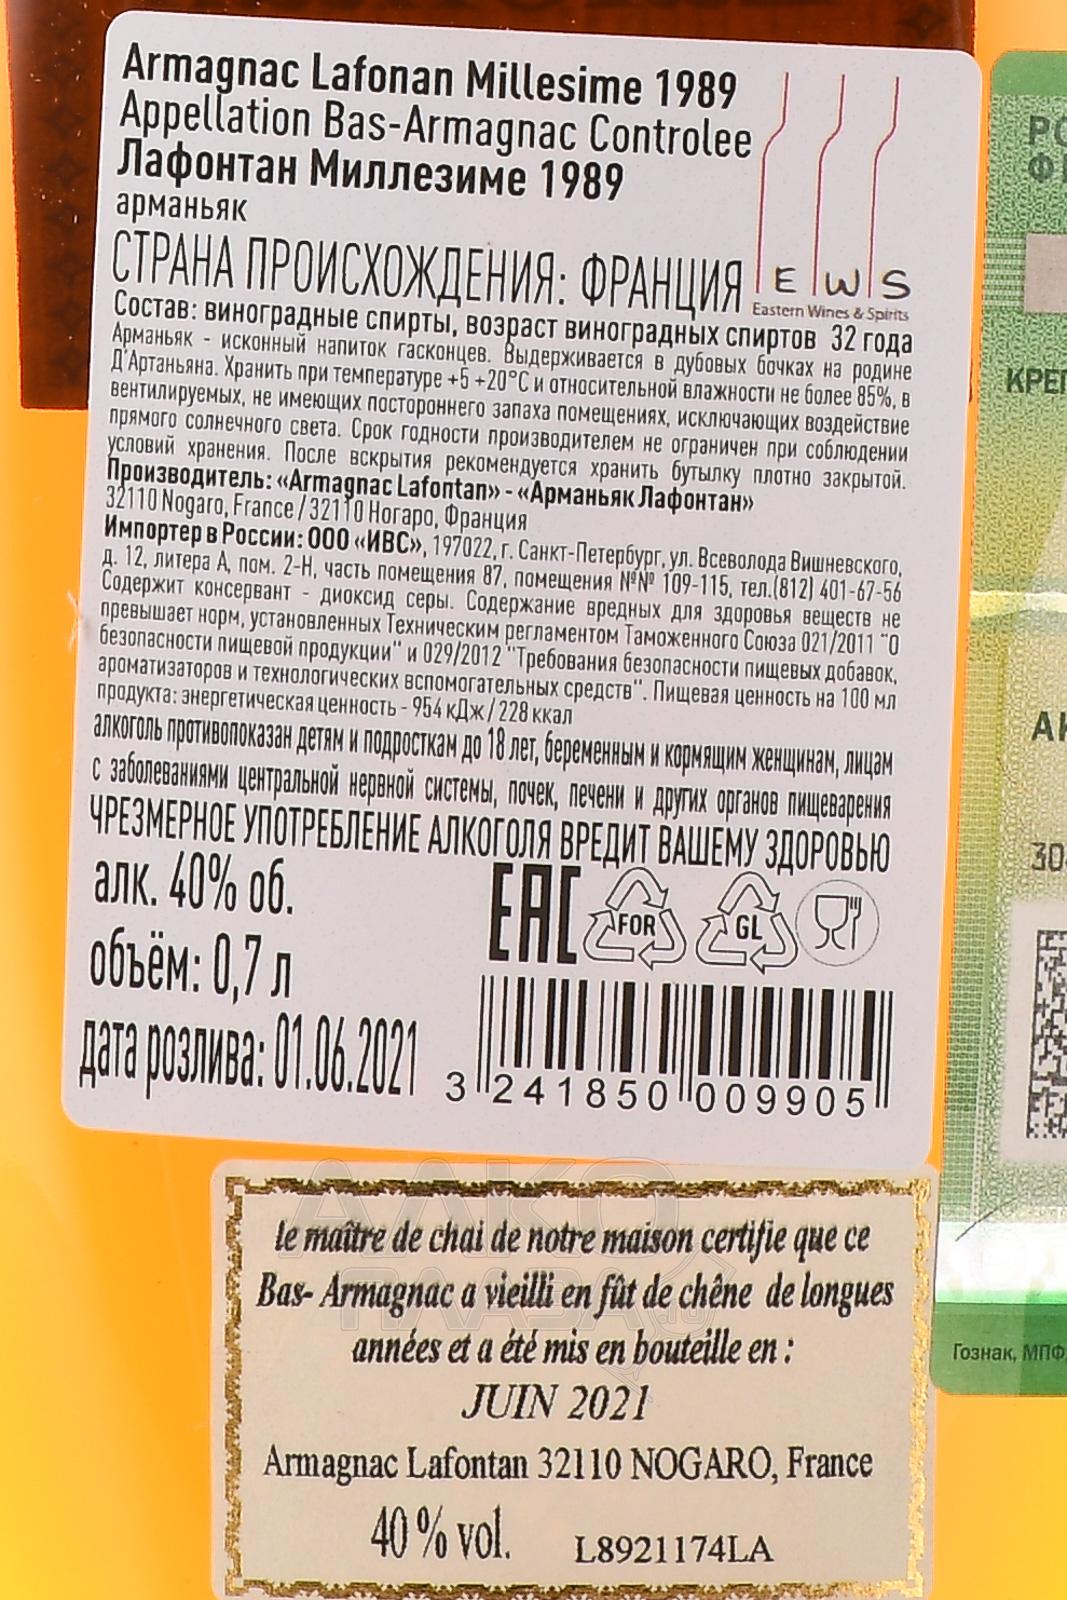 Armagnac Lafonan Millesime 1989
Appellation Bas-Armagnac Controlee
Лафонтан Миллезиме 1989
арманьяк
СТРАНА ПРОИСХОЖДЕНИЯ: ФРАНЦИЯ
E W S
Eastern Wines & Spirits
Состав: виноградные спирты, возраст виноградных спиртов 32 года
Арманьяк - исконный напиток гасконцев. Выдерживается в дубовых бочках на родине
Д'Артаньяна. Хранить при температуре +5 +20°C и относительной влажности не более 85%, в
вентилируемых, не имеющих постороннего запаха помещениях, исключающих воздействие
прямого солнечного света. Срок годности производителем не ограничен при соблюдении
условий хранения. После вскрытия рекомендуется хранить бутылку плотно закрытой.
Производитель: «Armagnac Lafontan» - «Арманьяк Лафонтан»
32110 Nogaro, France / 32110 Ногаро, Франция
Импортер в России: ООО «ИВС», 197022, г. Санкт-Петербург, ул. Всеволода Вишневского,
д. 12, литера А, пом. 2-Н, часть помещения 87, помещения №№ 109-115, тел.(812) 401-67-56
Содержит консервант - диоксид серы. Содержание вредных для здоровья веществ не
превышает норм, установленных Техническим регламентом Таможенного Союза 021/2011 "О
безопасности пищевой продукции" и 029/2012 "Требования безопасности пищевых добавок,
ароматизаторов и технологических вспомогательных средств". Пищевая ценность на 100 мл
продукта: энергетическая ценность - 954 кДж / 228 ккал
алкоголь противопоказан детям и подросткам до 18 лет, беременным и кормящим женщинам, лицам
с заболеваниями центральной нервной системы, почек, печени и других органов пищеварения
ЧРЕЗМЕРНОЕ УПОТРЕБЛЕНИЕ АЛКОГОЛЯ ВРЕДИТ ВАШЕМУ ЗДОРОВЬЮ
алк. 40% об.
EAC FOR GL
объём: 0,7 л
дата розлива: 01.06.2021
3 241850 009905
le maître de chai de notre maison certifie que ce
Bas- Armagnac a vieilli en fût de chêne de longues
années et a été mis en bouteille en :
JUIN 2021
Armagnac Lafontan 32110 NOGARO, France
40 % vol. L8921174LA
КРЕП
АК
30
Гознак, МПФ,